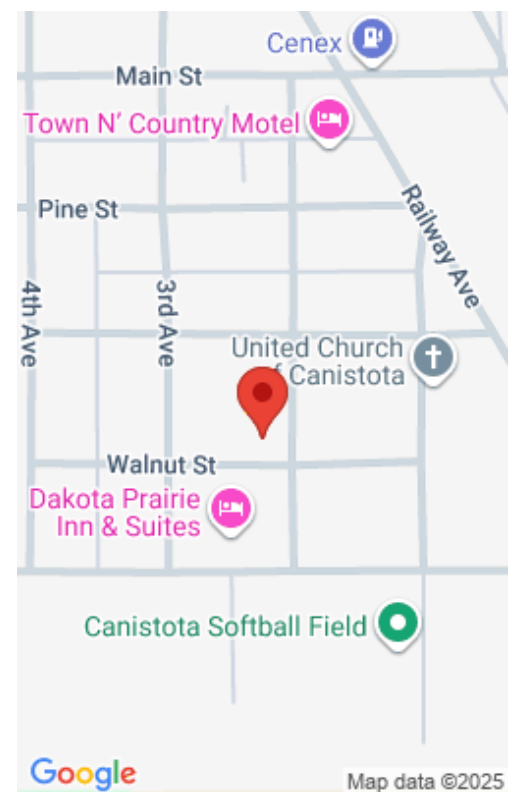 Cenex
Main St
Town N' Country Motel
Pine St
Railway Ave
4th Ave
3rd Ave
United Church
of Canistota
Walnut St
Dakota Prairie
Inn & Suites
Canistota Softball Field
Google
Map data ©2025